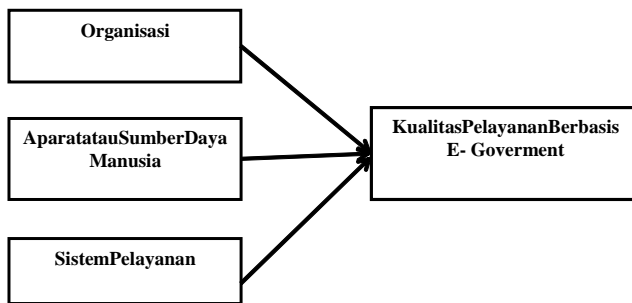 Organisasi
AparatatauSumberDaya
Manusia
SistemPelayanan
KualitasPelayananBerbasis
E- Goverment